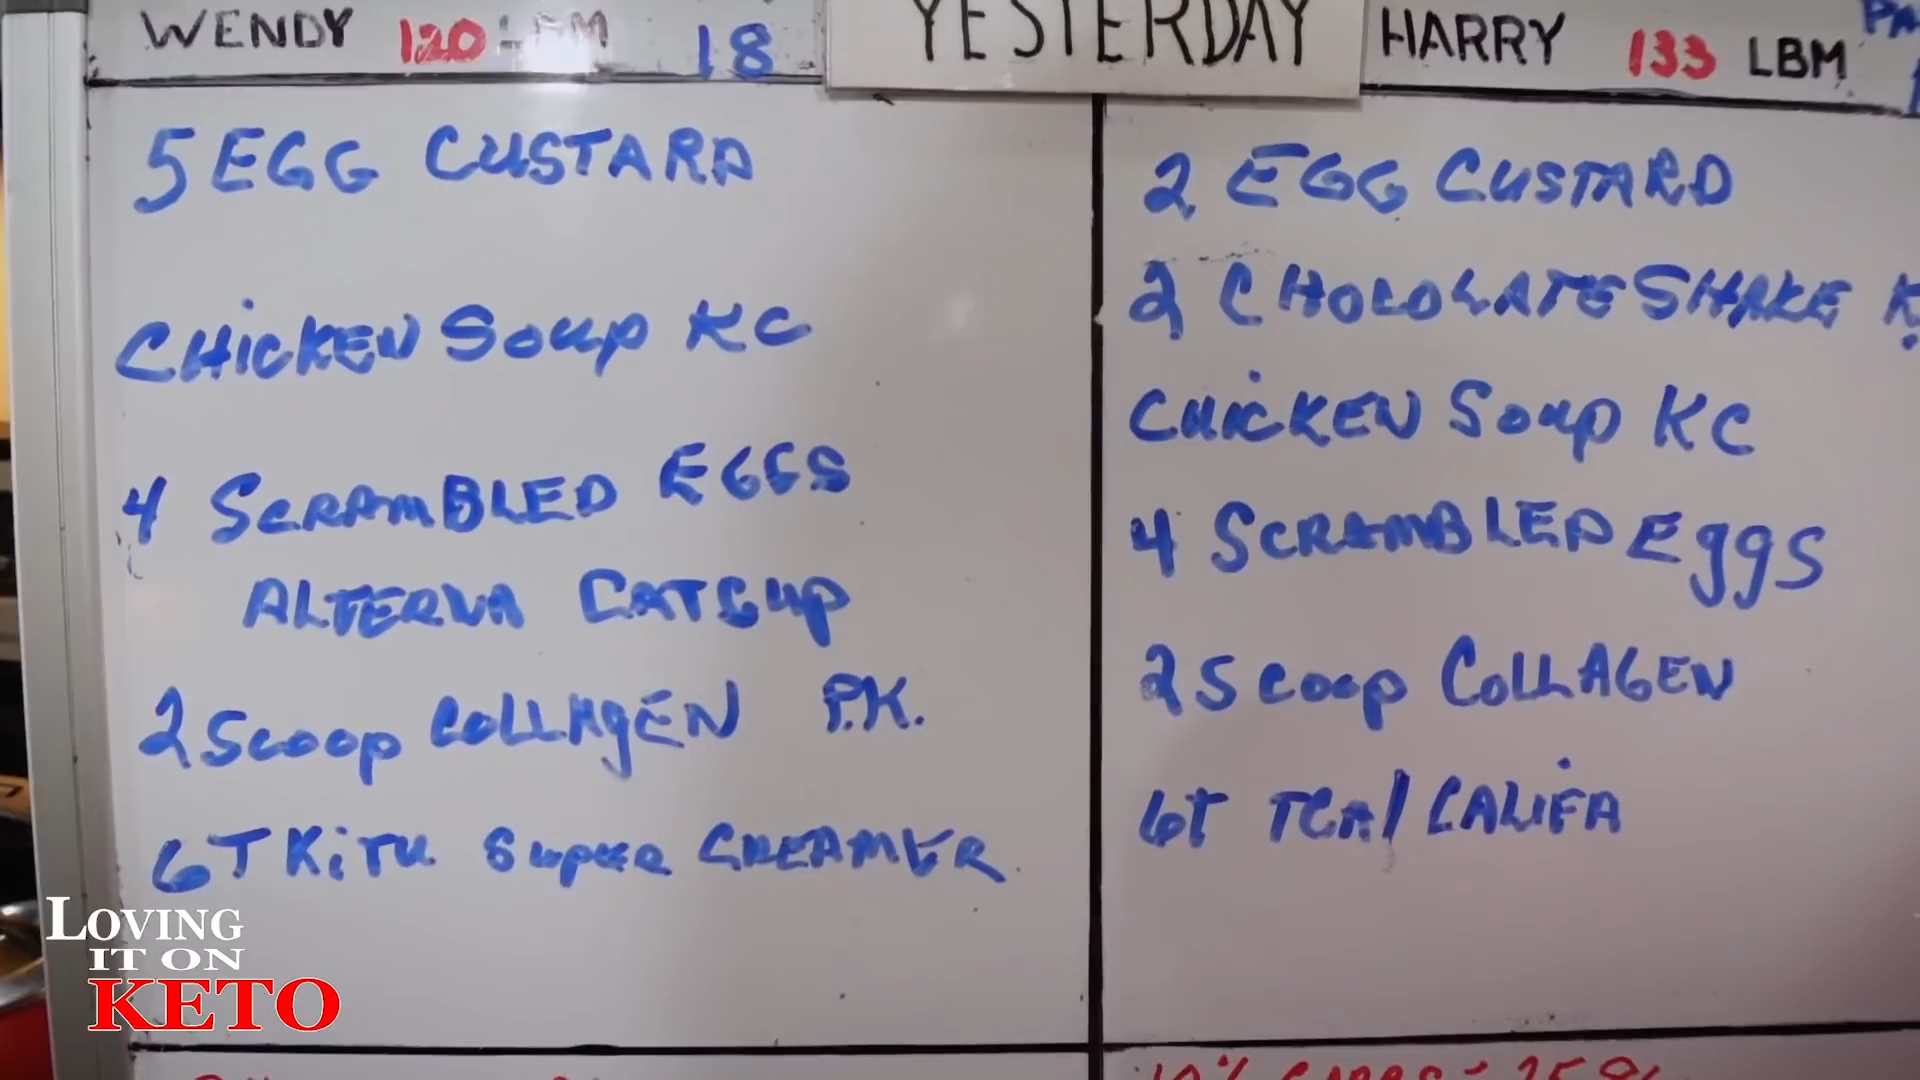 WENDY 120 LBM 18
YESTERDAY
HARRY 133 LBM
5 EGG CUSTARD
CHiCKEN Soup KC
4 SCRAMBLED EGGS
ALTERNA CATSUP
2 Scoop COLLAgEN P.K.
6T KiTU SUPER CREAMER
2 EGG CUSTARD
2 CHOCOLATE SHAKE K.
CHiCKEN Soup KC
4 SCRAMBLED Eggs
2 Scoop COLLAGEN
6T TCH/CALiFA
LOVING
IT ON
KETO